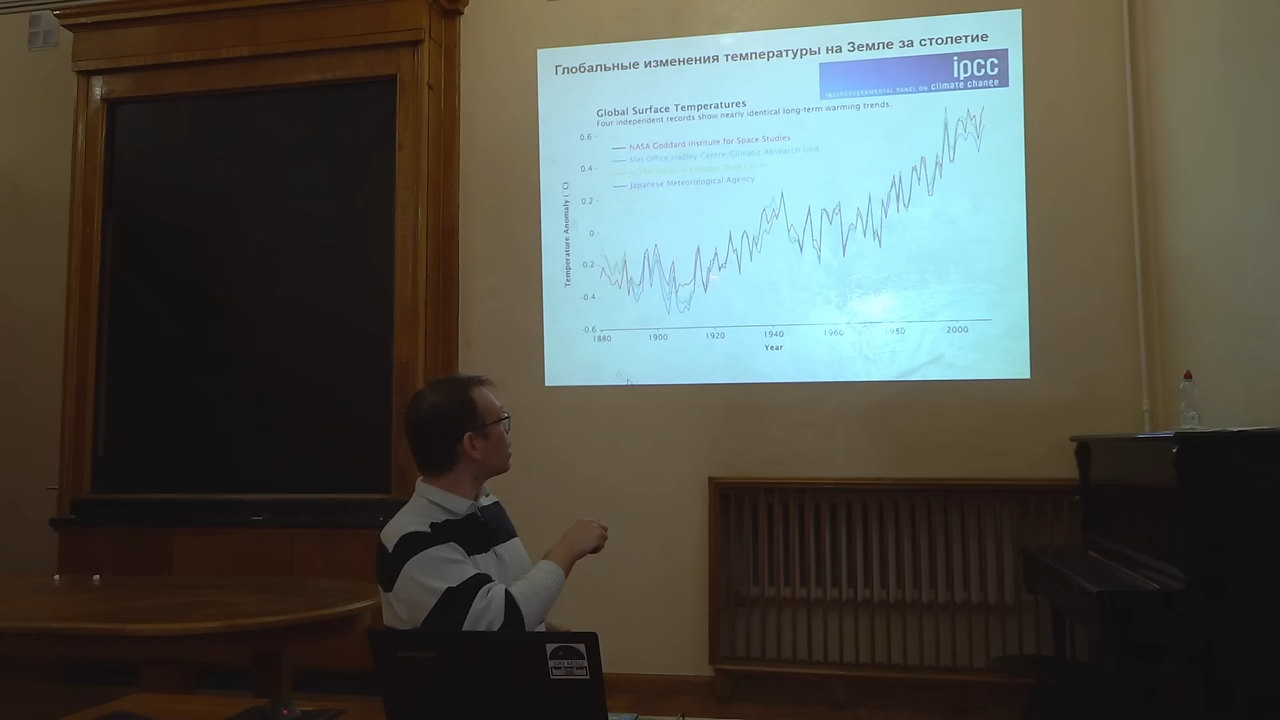 Глобальные изменения температуры на Земле за столетие
ipcc
INTERGOVERNMENTAL PANEL ON climate change
Global Surface Temperatures
Four independent records show nearly identical long-term warming trends.
NASA Goddard Institute for Space Studies
Met Office Hadley Centre/Climatic Research Unit
Japanese Meteorological Agency
Temperature Anomaly (°C)
0.6
0.4
0.2
0
-0.2
-0.4
-0.6
1880 1900 1920 1940 1960 1980 2000
Year
SAI MSU